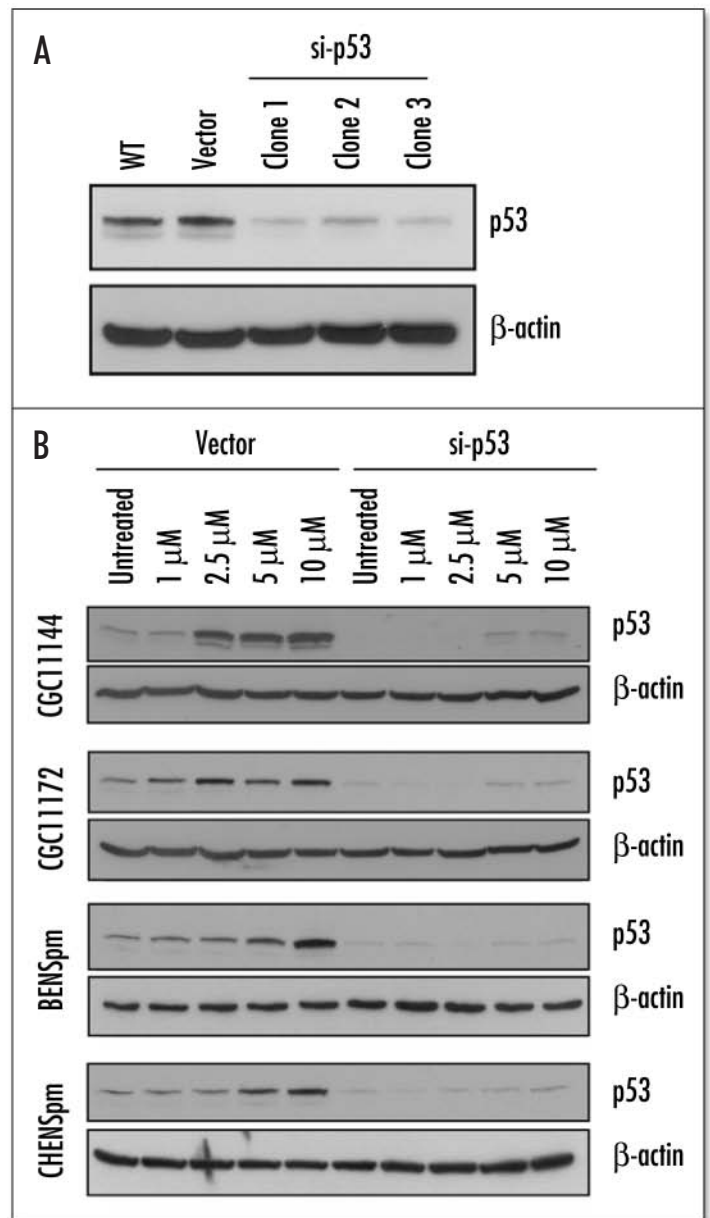 A
si-p53
WT Vector Clone 1 Clone 2 Clone 3
p53
β-actin
B
Vector si-p53
Untreated 1 μM 2.5 μM 5 μM 10 μM Untreated 1 μM 2.5 μM 5 μM 10 μM
CGC11144
p53
β-actin
CGC11172
p53
β-actin
BENSpm
p53
β-actin
CHENSpm
p53
β-actin